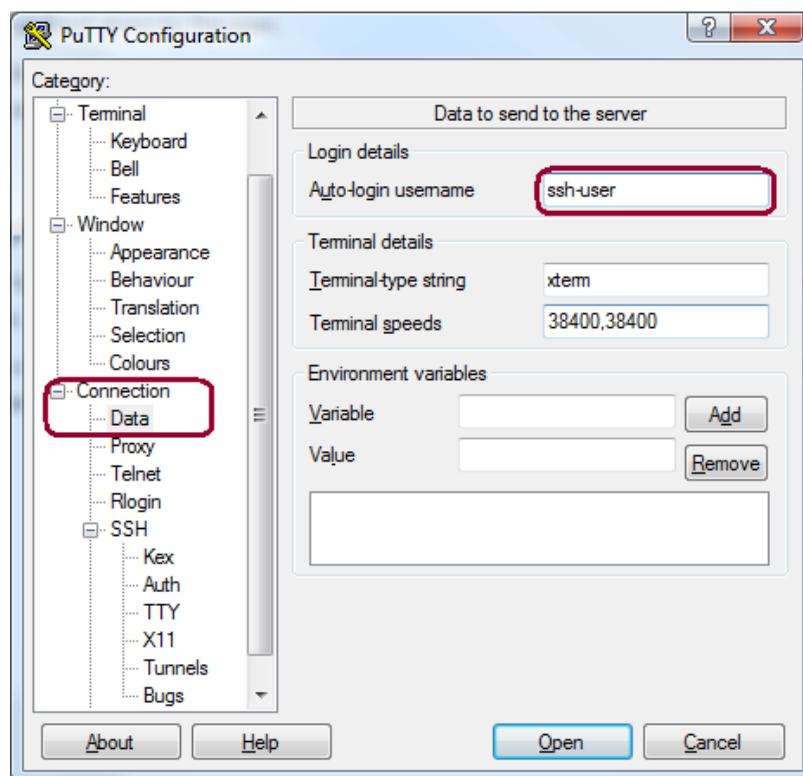 PuTTY Configuration
Category:
Terminal
Keyboard
Bell
Features
Window
Appearance
Behaviour
Translation
Selection
Colours
Connection
Data
Proxy
Telnet
Rlogin
SSH
Kex
Auth
TTY
X11
Tunnels
Bugs
Data to send to the server
Login details
Auto-login username ssh-user
Terminal details
Terminal-type string xterm
Terminal speeds 38400,38400
Environment variables
Variable Add
Value Remove
About Help Open Cancel